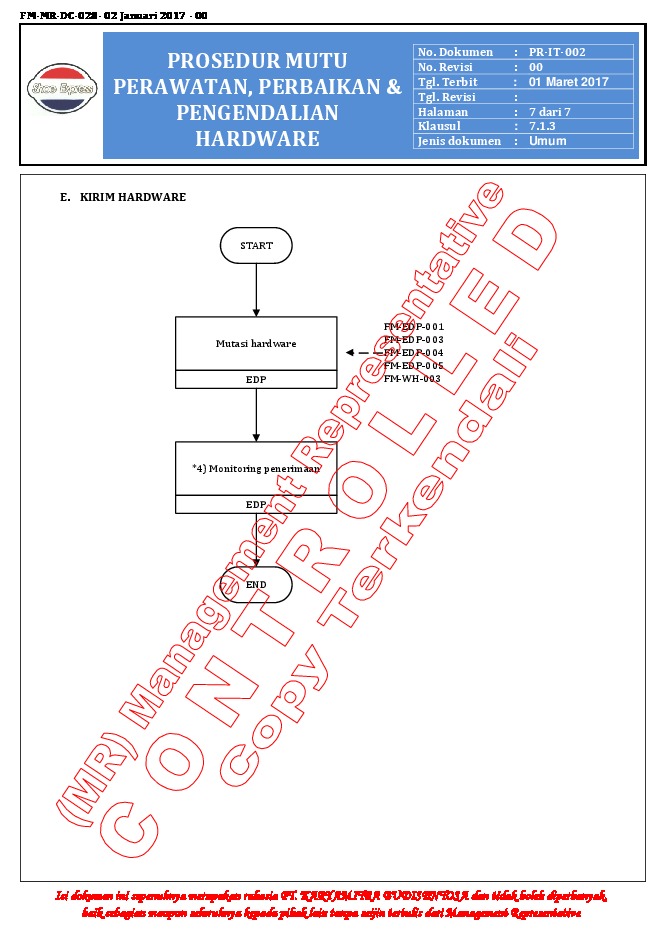 FM-MR-DC-028- 02 Januari 2017 - 00
Shoes Express
PROSEDUR MUTU
PERAWATAN, PERBAIKAN &
PENGENDALIAN
HARDWARE
No. Dokumen : PR-IT-002
No. Revisi : 00
Tgl. Terbit : 01 Maret 2017
Tgl. Revisi :
Halaman : 7 dari 7
Klausul : 7.1.3
Jenis dokumen : Umum
E. KIRIM HARDWARE
START
Mutasi hardware
EDP
FM-EDP-001
FM-EDP-003
FM-EDP-004
FM-EDP-005
FM-WH-003
*4) Monitoring penerimaan
EDP
END
(MR) Management Representative
CONTROLLED
Copy Terkendali
Isi dokumen ini sepenuhnya merupakan rahasia PT. KARYAMITRA BUDISENTOSA dan tidak boleh diperbanyak,
baik sebagian maupun seluruhnya kepada pihak lain tanpa seijin tertulis dari Management Representative